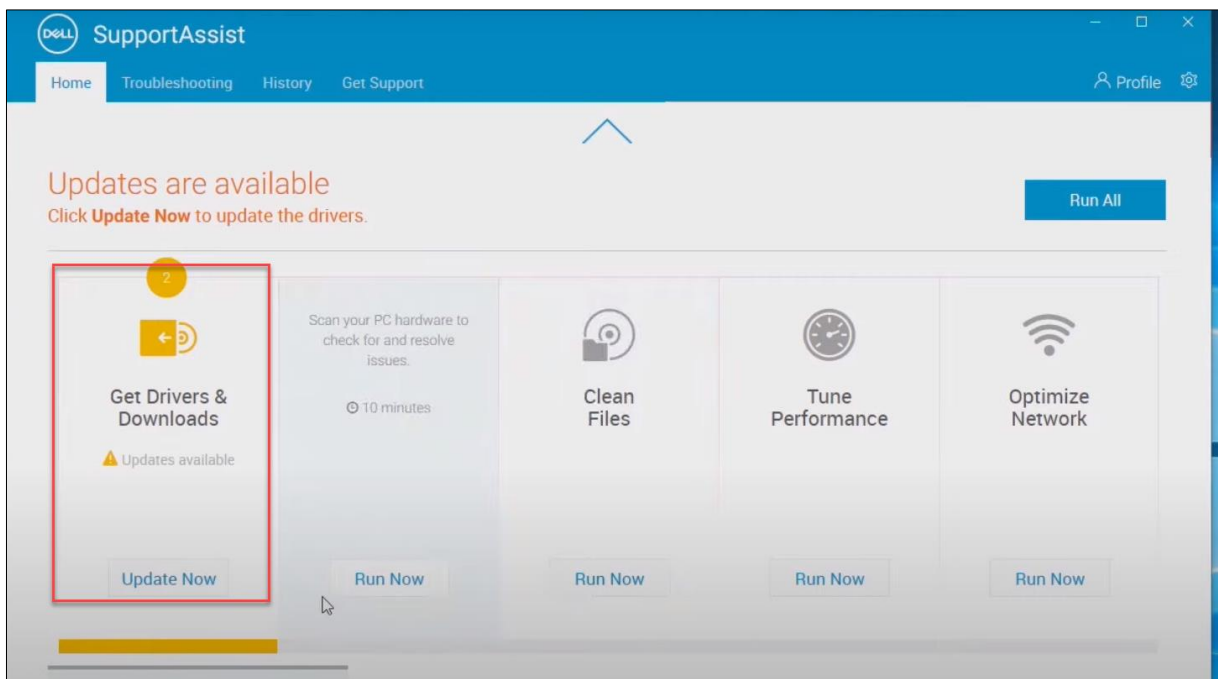 DELL
SupportAssist
Home
Troubleshooting
History
Get Support
Profile
Updates are available
Click Update Now to update the drivers.
Run All
2
Get Drivers &
Downloads
Updates available
Update Now
Scan your PC hardware to
check for and resolve
issues.
10 minutes
Run Now
Clean
Files
Run Now
Tune
Performance
Run Now
Optimize
Network
Run Now